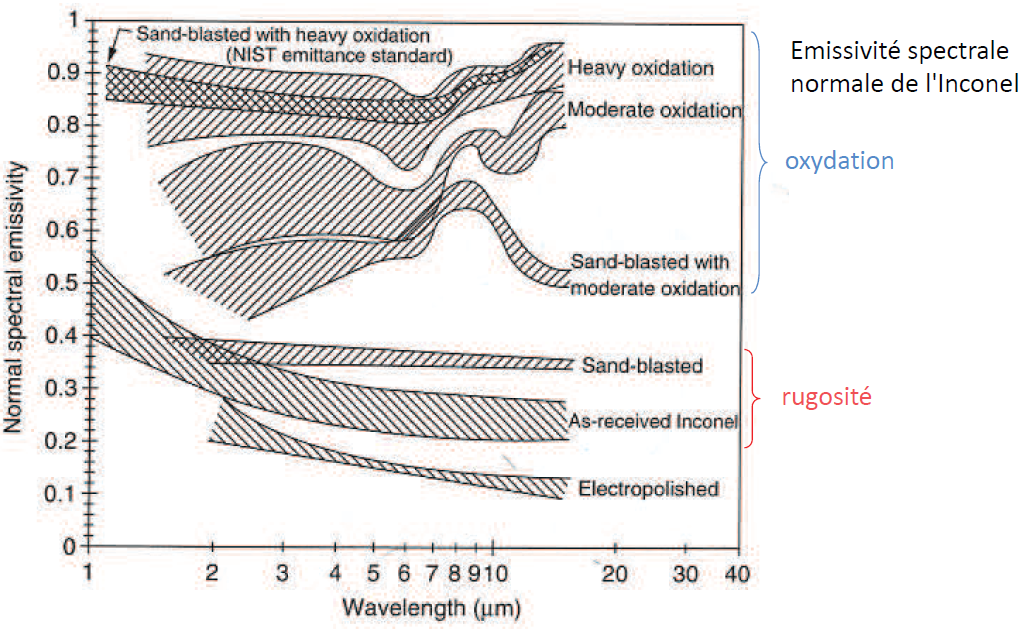 1
0.9
0.8
0.7
0.6
0.5
0.4
0.3
0.2
0.1
0
Normal spectral emissivity
Sand-blasted with heavy oxidation
(NIST emittance standard)
Heavy oxidation
Moderate oxidation
Sand-blasted with
moderate oxidation
Sand-blasted
As-received Inconel
Electropolished
1 2 3 4 5 6 7 8 9 10 20 30 40
Wavelength (μm)
Emissivité spectrale
normale de l'Inconel
oxydation
rugosité